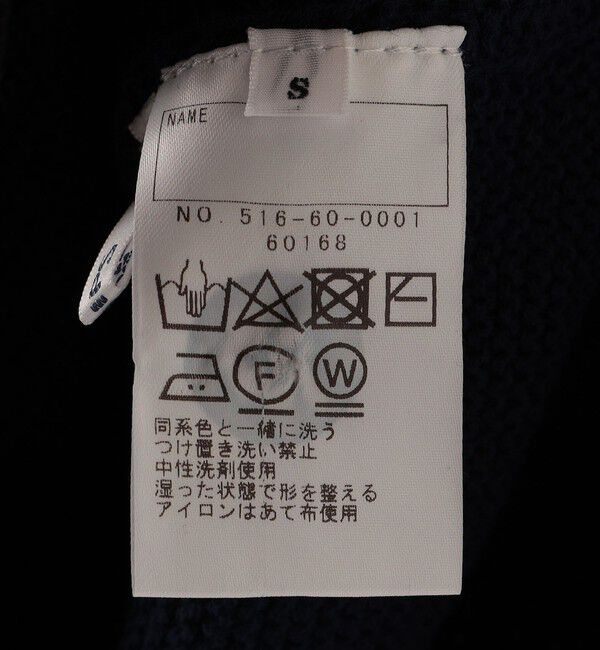 S
NAME
NO. 516-60-0001
60168
F
W
同系色と一緒に洗う
つけ置き洗い禁止
中性洗剤使用
湿った状態で形を整える
アイロンはあて布使用